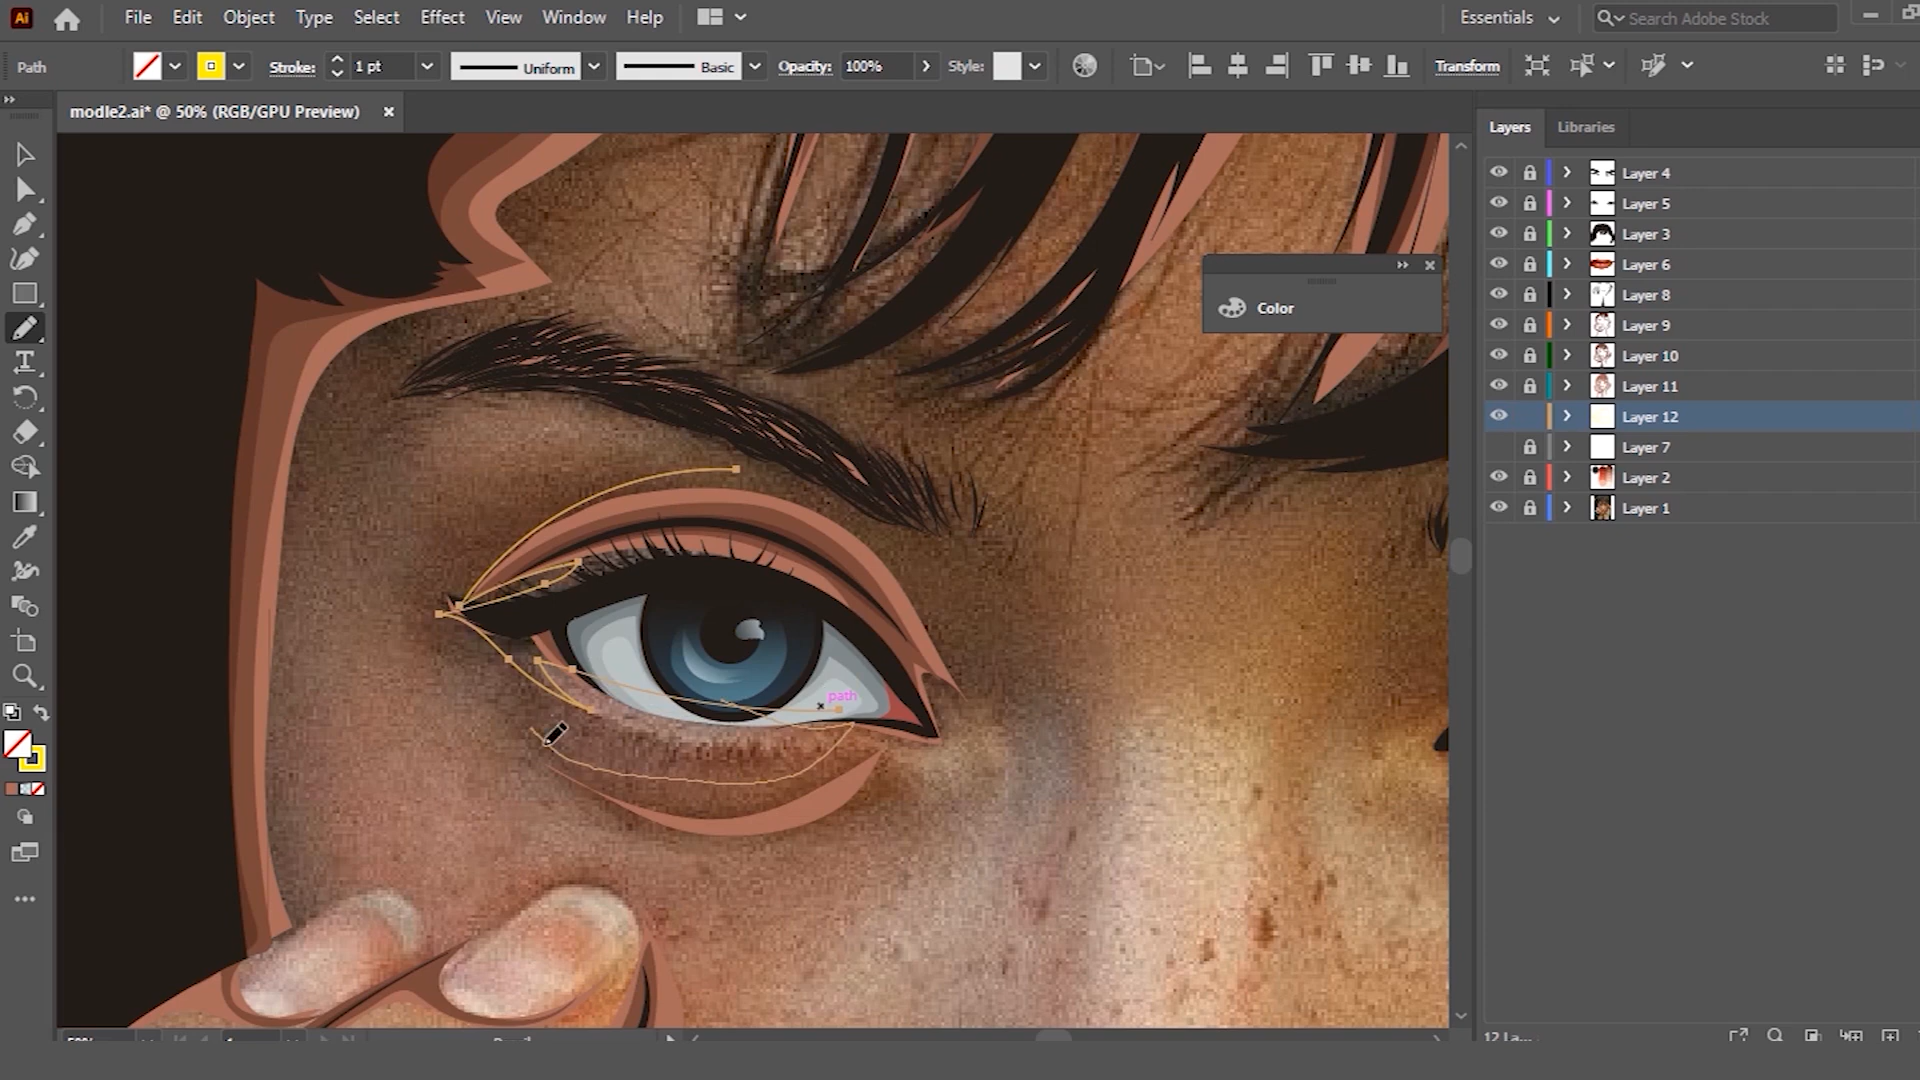 Ai File Edit Object Type Select Effect View Window Help Essentials Search Adobe Stock
Path Stroke: 1 pt Uniform Basic Opacity: 100% Style: Transform
modle2.ai* @ 50% (RGB/GPU Preview)
Layers Libraries
Layer 4
Layer 5
Layer 3
Layer 6
Layer 8
Layer 9
Layer 10
Layer 11
Layer 12
Layer 7
Layer 2
Layer 1
Color
path